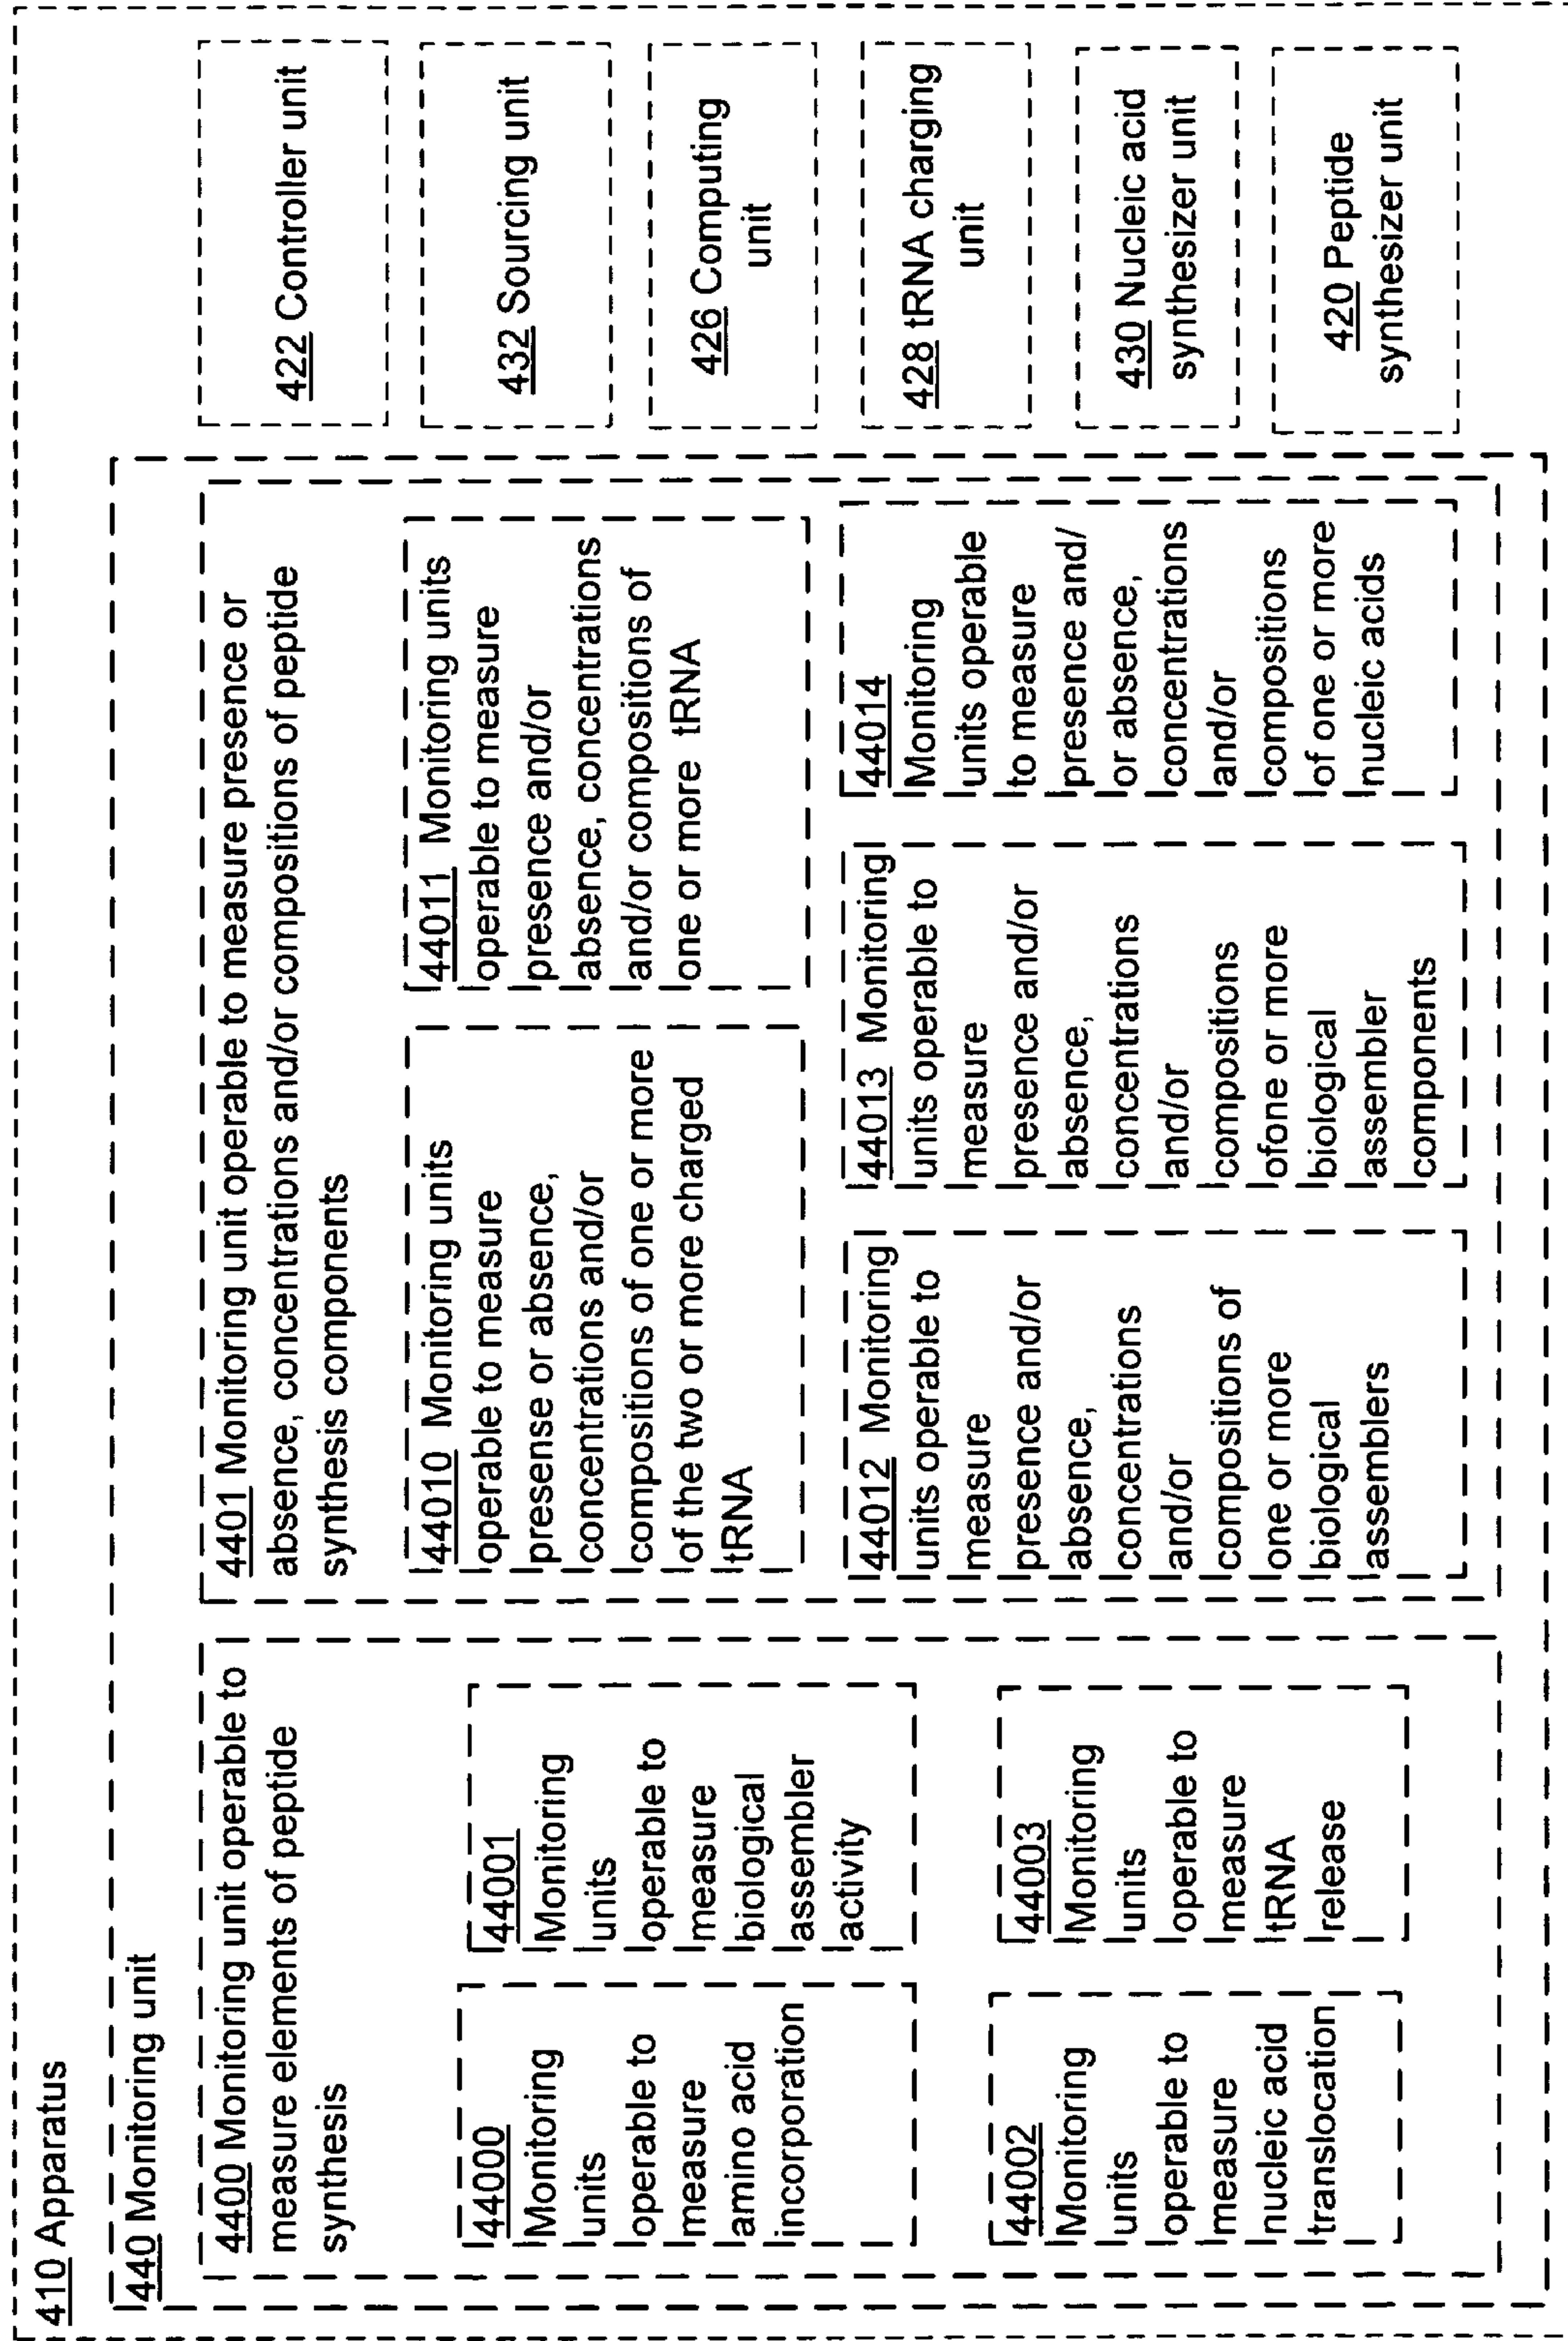 410 Apparatus
440 Monitoring unit
4400 Monitoring unit operable to
measure elements of peptide
synthesis
44000
Monitoring
units
operable to
measure
amino acid
incorporation
44001
Monitoring
units
operable to
measure
biological
assembler
activity
44002
Monitoring
units
operable to
measure
nucleic acid
translocation
44003
Monitoring
units
operable to
measure
tRNA
release
4401 Monitoring unit operable to measure presence or
absence, concentrations and/or compositions of peptide
synthesis components
44010 Monitoring units
operable to measure
presense or absence,
concentrations and/or
compositions of one or more
of the two or more charged
tRNA
44011 Monitoring units
operable to measure
presence and/or
absence, concentrations
and/or compositions of
one or more tRNA
44012 Monitoring
units operable to
measure
presence and/or
absence,
concentrations
and/or
compositions of
one or more
biological
assemblers
44013 Monitoring
units operable to
measure
presence and/or
absence,
concentrations
and/or
compositions
ofone or more
biological
assembler
components
44014
Monitoring
units operable
to measure
presence and/
or absence,
concentrations
and/or
compositions
of one or more
nucleic acids
422 Controller unit
432 Sourcing unit
426 Computing
unit
428 tRNA charging
unit
430 Nucleic acid
synthesizer unit
420 Peptide
synthesizer unit